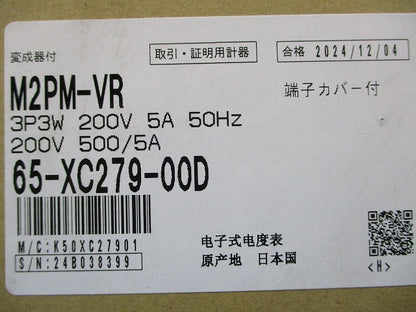 変成器付
取引・証明用計器
合格 2024/12/04
M2PM-VR
端子カバー付
3P3W 200V 5A 50Hz
200V 500/5A
65-XC279-00D
M/C:K50XC27901
S/N:24B038399
电子式电度表
原产地 日本国
<H>